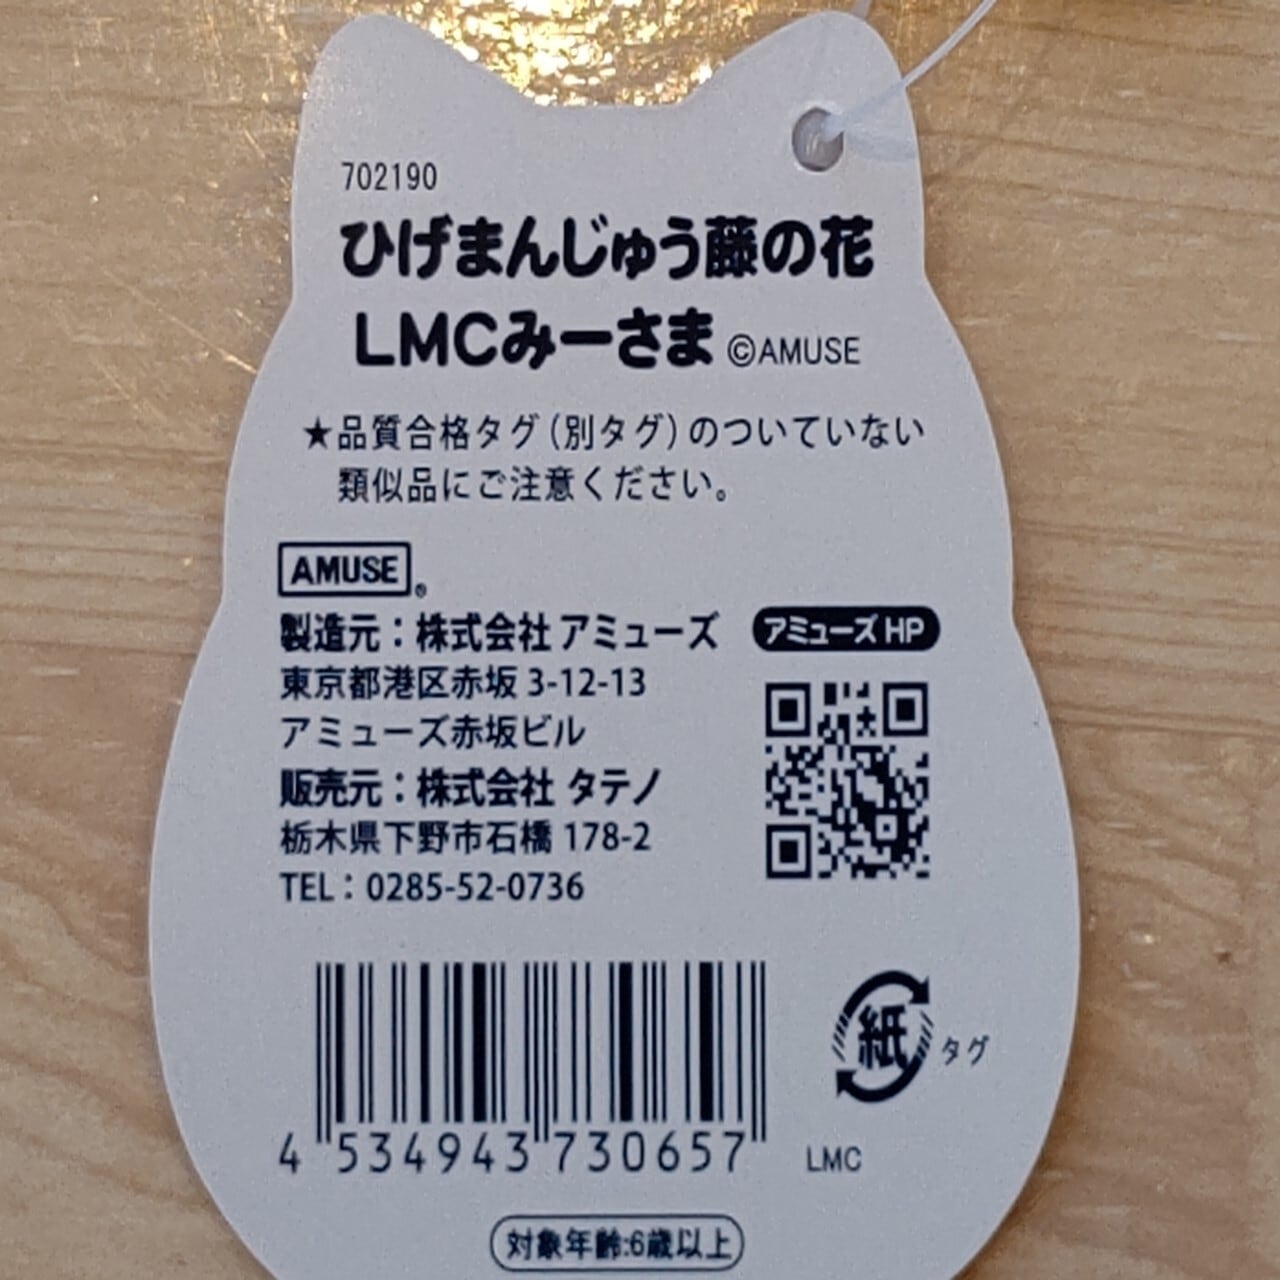 702190
ひげまんじゅう藤の花
LMCみーさま ©AMUSE
★品質合格タグ(別タグ)のついていない
類似品にご注意ください。
AMUSE®
製造元:株式会社アミューズ
東京都港区赤坂 3-12-13
アミューズ赤坂ビル
販売元:株式会社 タテノ
栃木県下野市石橋 178-2
TEL:0285-52-0736
アミューズ HP
4 534943 730657
紙 タグ
LMC
対象年齢:6歳以上